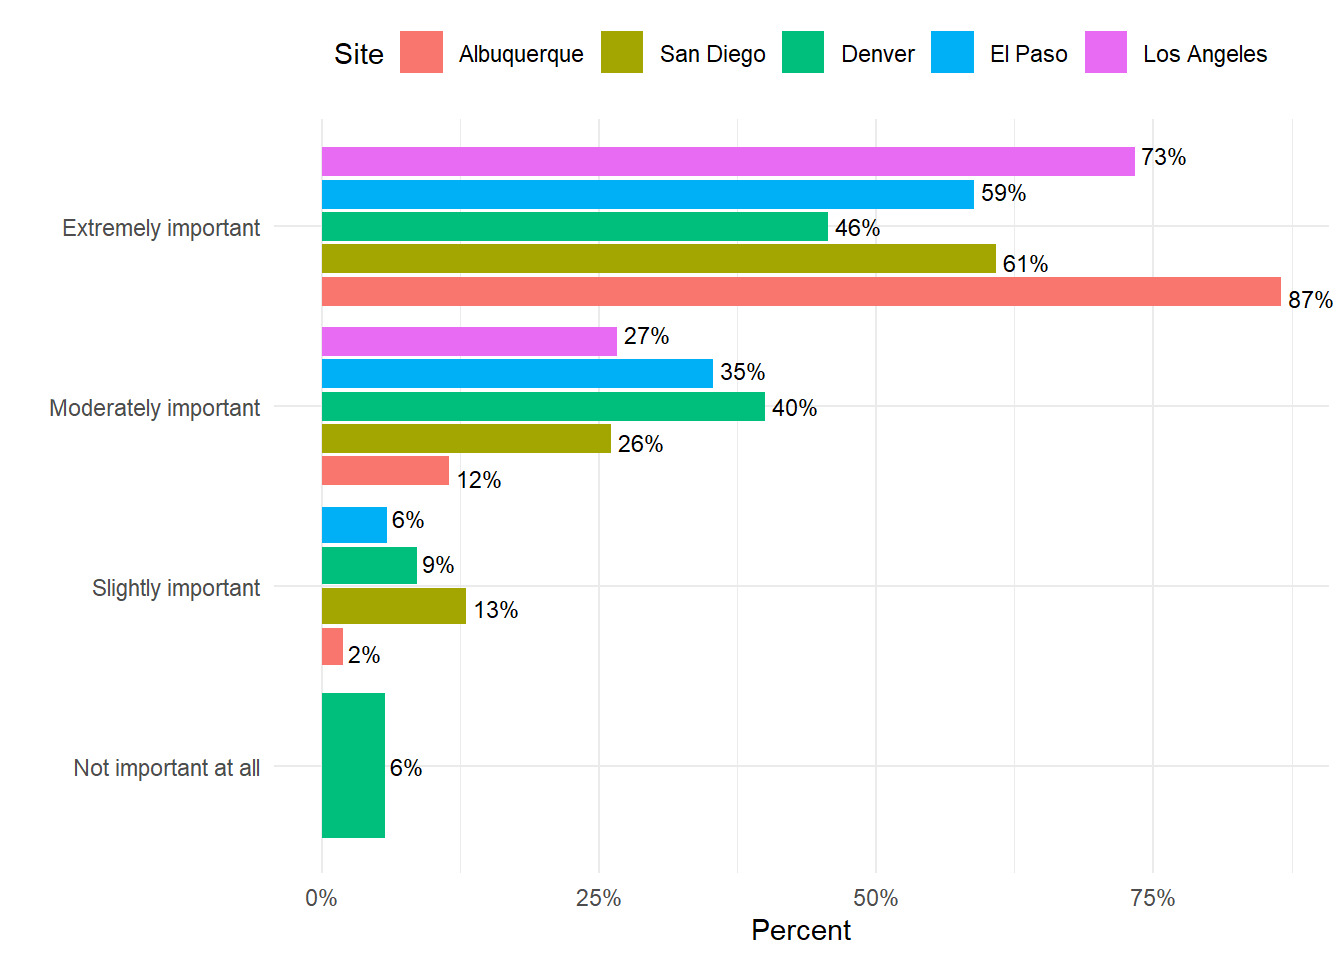 Site Albuquerque San Diego Denver El Paso Los Angeles
73%
59%
Extremely important 46%
61%
87%
27%
35%
Moderately important 40%
26%
12%
6%
9%
Slightly important
13%
2%
Not important at all 6%
0% 25% 50% 75%
Percent